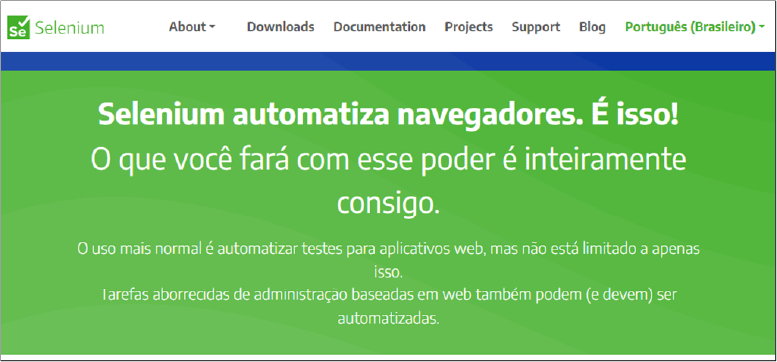 Se Selenium About Downloads Documentation Projects Support Blog Português (Brasileiro)
Selenium automatiza navegadores. É isso!
O que você fará com esse poder é inteiramente
consigo.
O uso mais normal é automatizar testes para aplicativos web, mas não está limitado a apenas
isso.
Tarefas aborrecidas de administração baseadas em web também podem (e devem) ser
automatizadas.